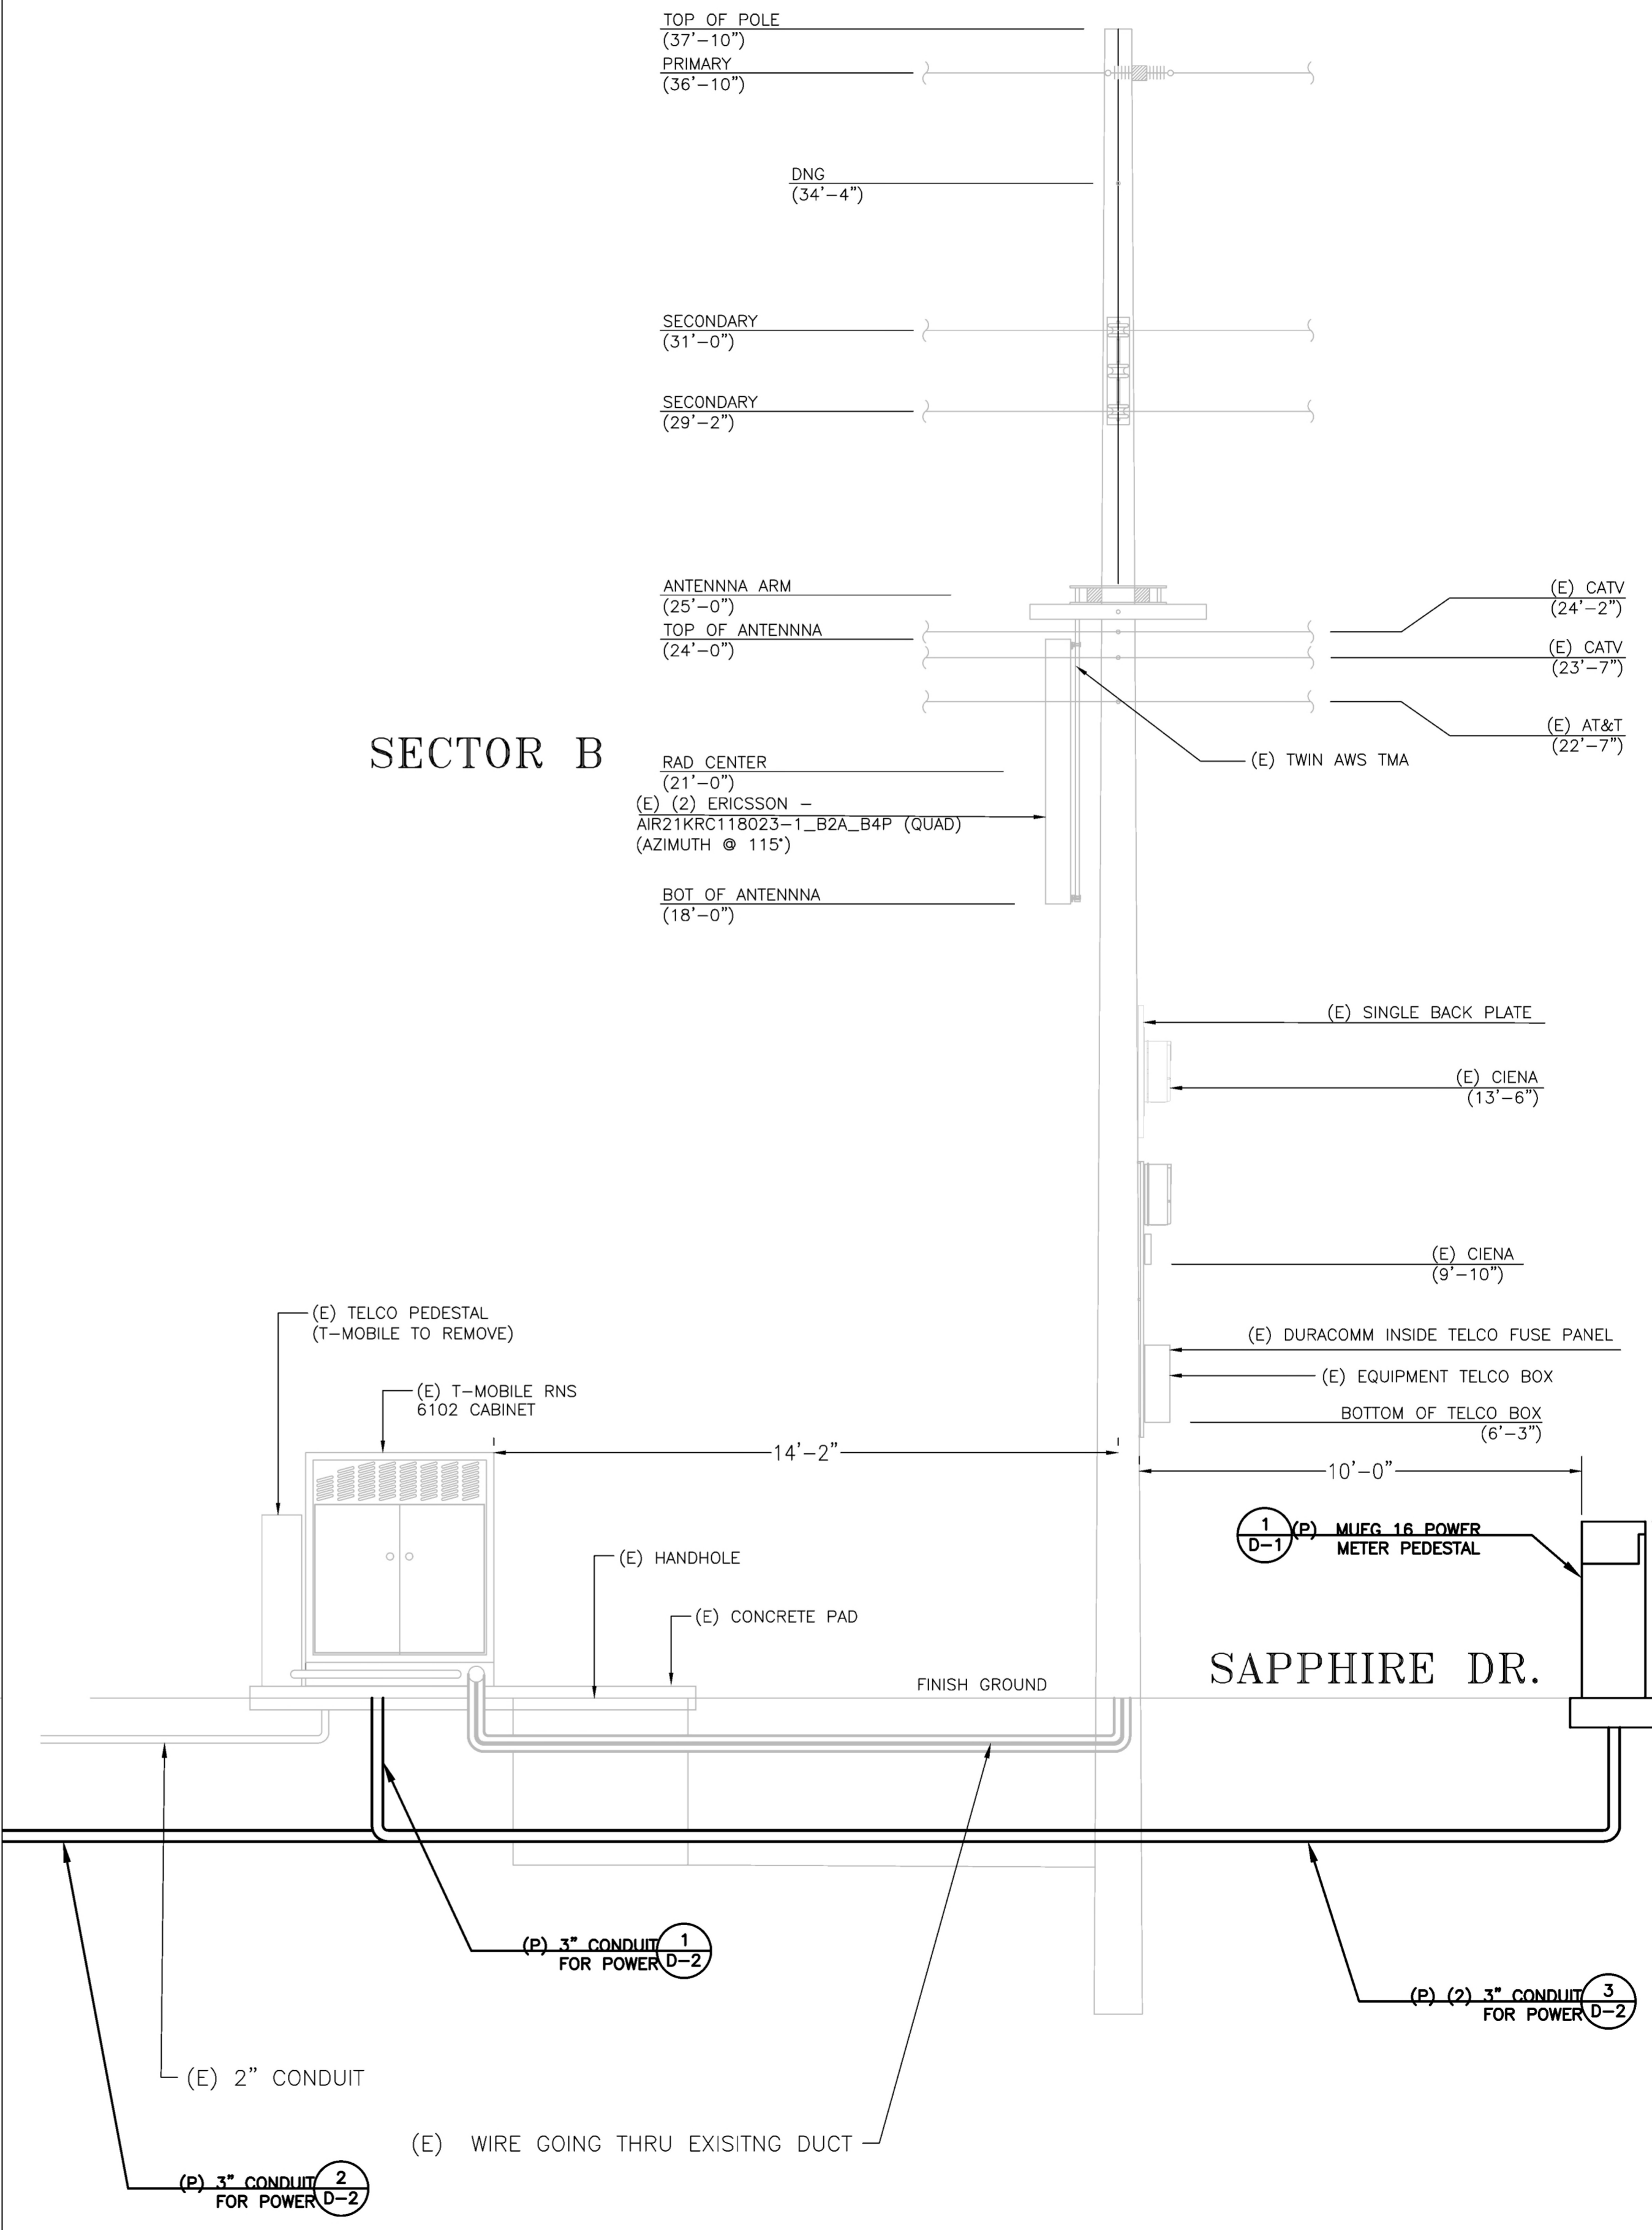 TOP OF POLE
(37'-10")
PRIMARY
(36'-10")
DNG
(34'-4")
SECONDARY
(31'-0")
SECONDARY
(29'-2")
ANTENNNA ARM
(25'-0")
TOP OF ANTENNNA
(24'-0")
(E) CATV
(24'-2")
(E) CATV
(23'-7")
(E) AT&T
(22'-7")
SECTOR B
(E) TWIN AWS TMA
RAD CENTER
(21'-0")
(E) (2) ERICSSON -
AIR21KRC118023-1_B2A_B4P (QUAD)
(AZIMUTH @ 115°)
BOT OF ANTENNNA
(18'-0")
(E) SINGLE BACK PLATE
(E) CIENA
(13'-6")
(E) CIENA
(9'-10")
(E) TELCO PEDESTAL
(T-MOBILE TO REMOVE)
(E) DURACOMM INSIDE TELCO FUSE PANEL
(E) EQUIPMENT TELCO BOX
(E) T-MOBILE RNS
6102 CABINET
BOTTOM OF TELCO BOX
(6'-3")
14'-2"
10'-0"
1
D-1
(P) MUFG 16 POWER
METER PEDESTAL
(E) HANDHOLE
(E) CONCRETE PAD
SAPPHIRE DR.
FINISH GROUND
(P) 3" CONDUIT
FOR POWER
1
D-2
(P) (2) 3" CONDUIT
FOR POWER
3
D-2
(E) 2" CONDUIT
(E) WIRE GOING THRU EXISITNG DUCT
(P) 3" CONDUIT
FOR POWER
2
D-2